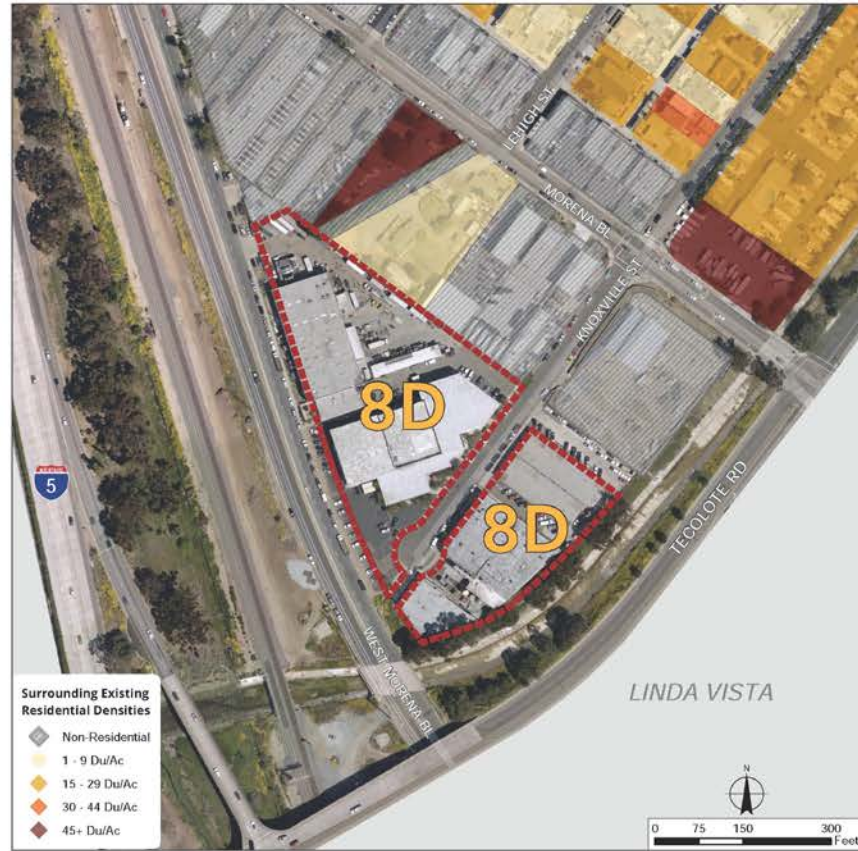 LEHIGH ST
MORENA BL
KNOXVILLE ST
8D
8D
INTERSTATE
5
TECOLOTE RD
WEST MORENA BL
LINDA VISTA
Surrounding Existing
Residential Densities
Non-Residential
1 - 9 Du/Ac
15 - 29 Du/Ac
30 - 44 Du/Ac
45+ Du/Ac
N
0 75 150 300
Feet